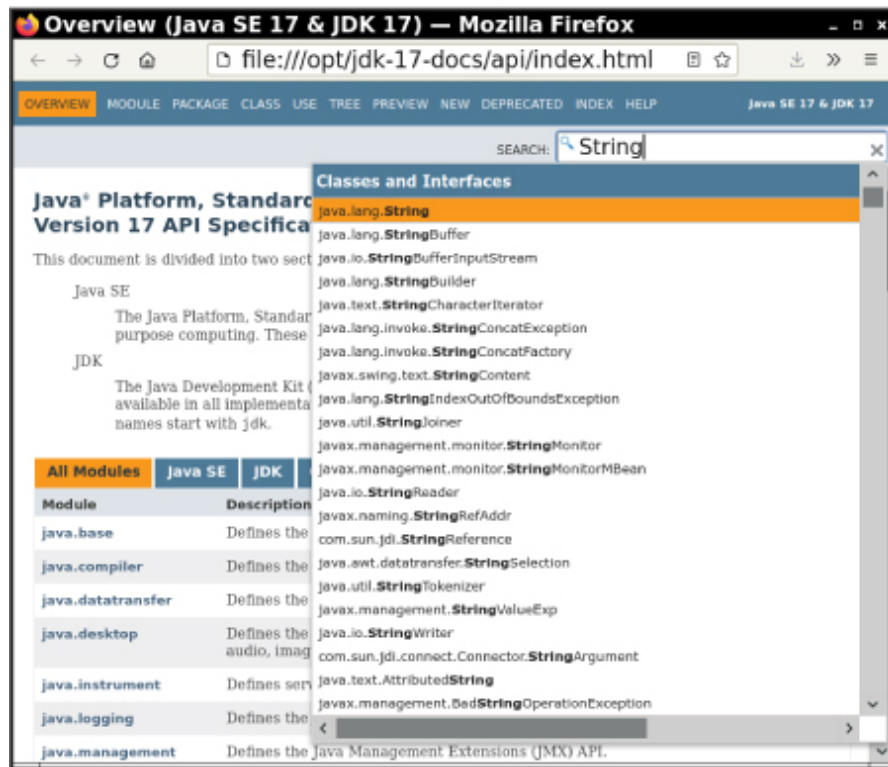 Overview (Java SE 17 & JDK 17) — Mozilla Firefox
file:///opt/jdk-17-docs/api/index.html
OVERVIEW MODULE PACKAGE CLASS USE TREE PREVIEW NEW DEPRECATED INDEX HELP Java SE 17 & JDK 17
SEARCH: String
Java® Platform, Standard
Version 17 API Specifica
This document is divided into two sect
Java SE
The Java Platform, Standar
purpose computing. These
JDK
The Java Development Kit (
available in all implementa
names start with jdk.
All Modules Java SE JDK
Module Description
java.base Defines the
java.compiler Defines the
java.datatransfer Defines the
java.desktop Defines the
audio, imag
java.instrument Defines serv
java.logging Defines the
java.management Defines the Java Management Extensions (JMX) API.
Classes and Interfaces
java.lang.String
java.lang.StringBuffer
java.io.StringBufferInputStream
java.lang.StringBuilder
java.text.StringCharacterIterator
java.lang.invoke.StringConcatException
java.lang.invoke.StringConcatFactory
javax.swing.text.StringContent
java.lang.StringIndexOutOfBoundsException
java.util.StringJoiner
javax.management.monitor.StringMonitor
javax.management.monitor.StringMonitorMBean
java.io.StringReader
javax.naming.StringRefAddr
com.sun.jdi.StringReference
java.awt.datatransfer.StringSelection
java.util.StringTokenizer
javax.management.StringValueExp
java.io.StringWriter
com.sun.jdi.connect.Connector.StringArgument
java.text.AttributedString
javax.management.BadStringOperationException